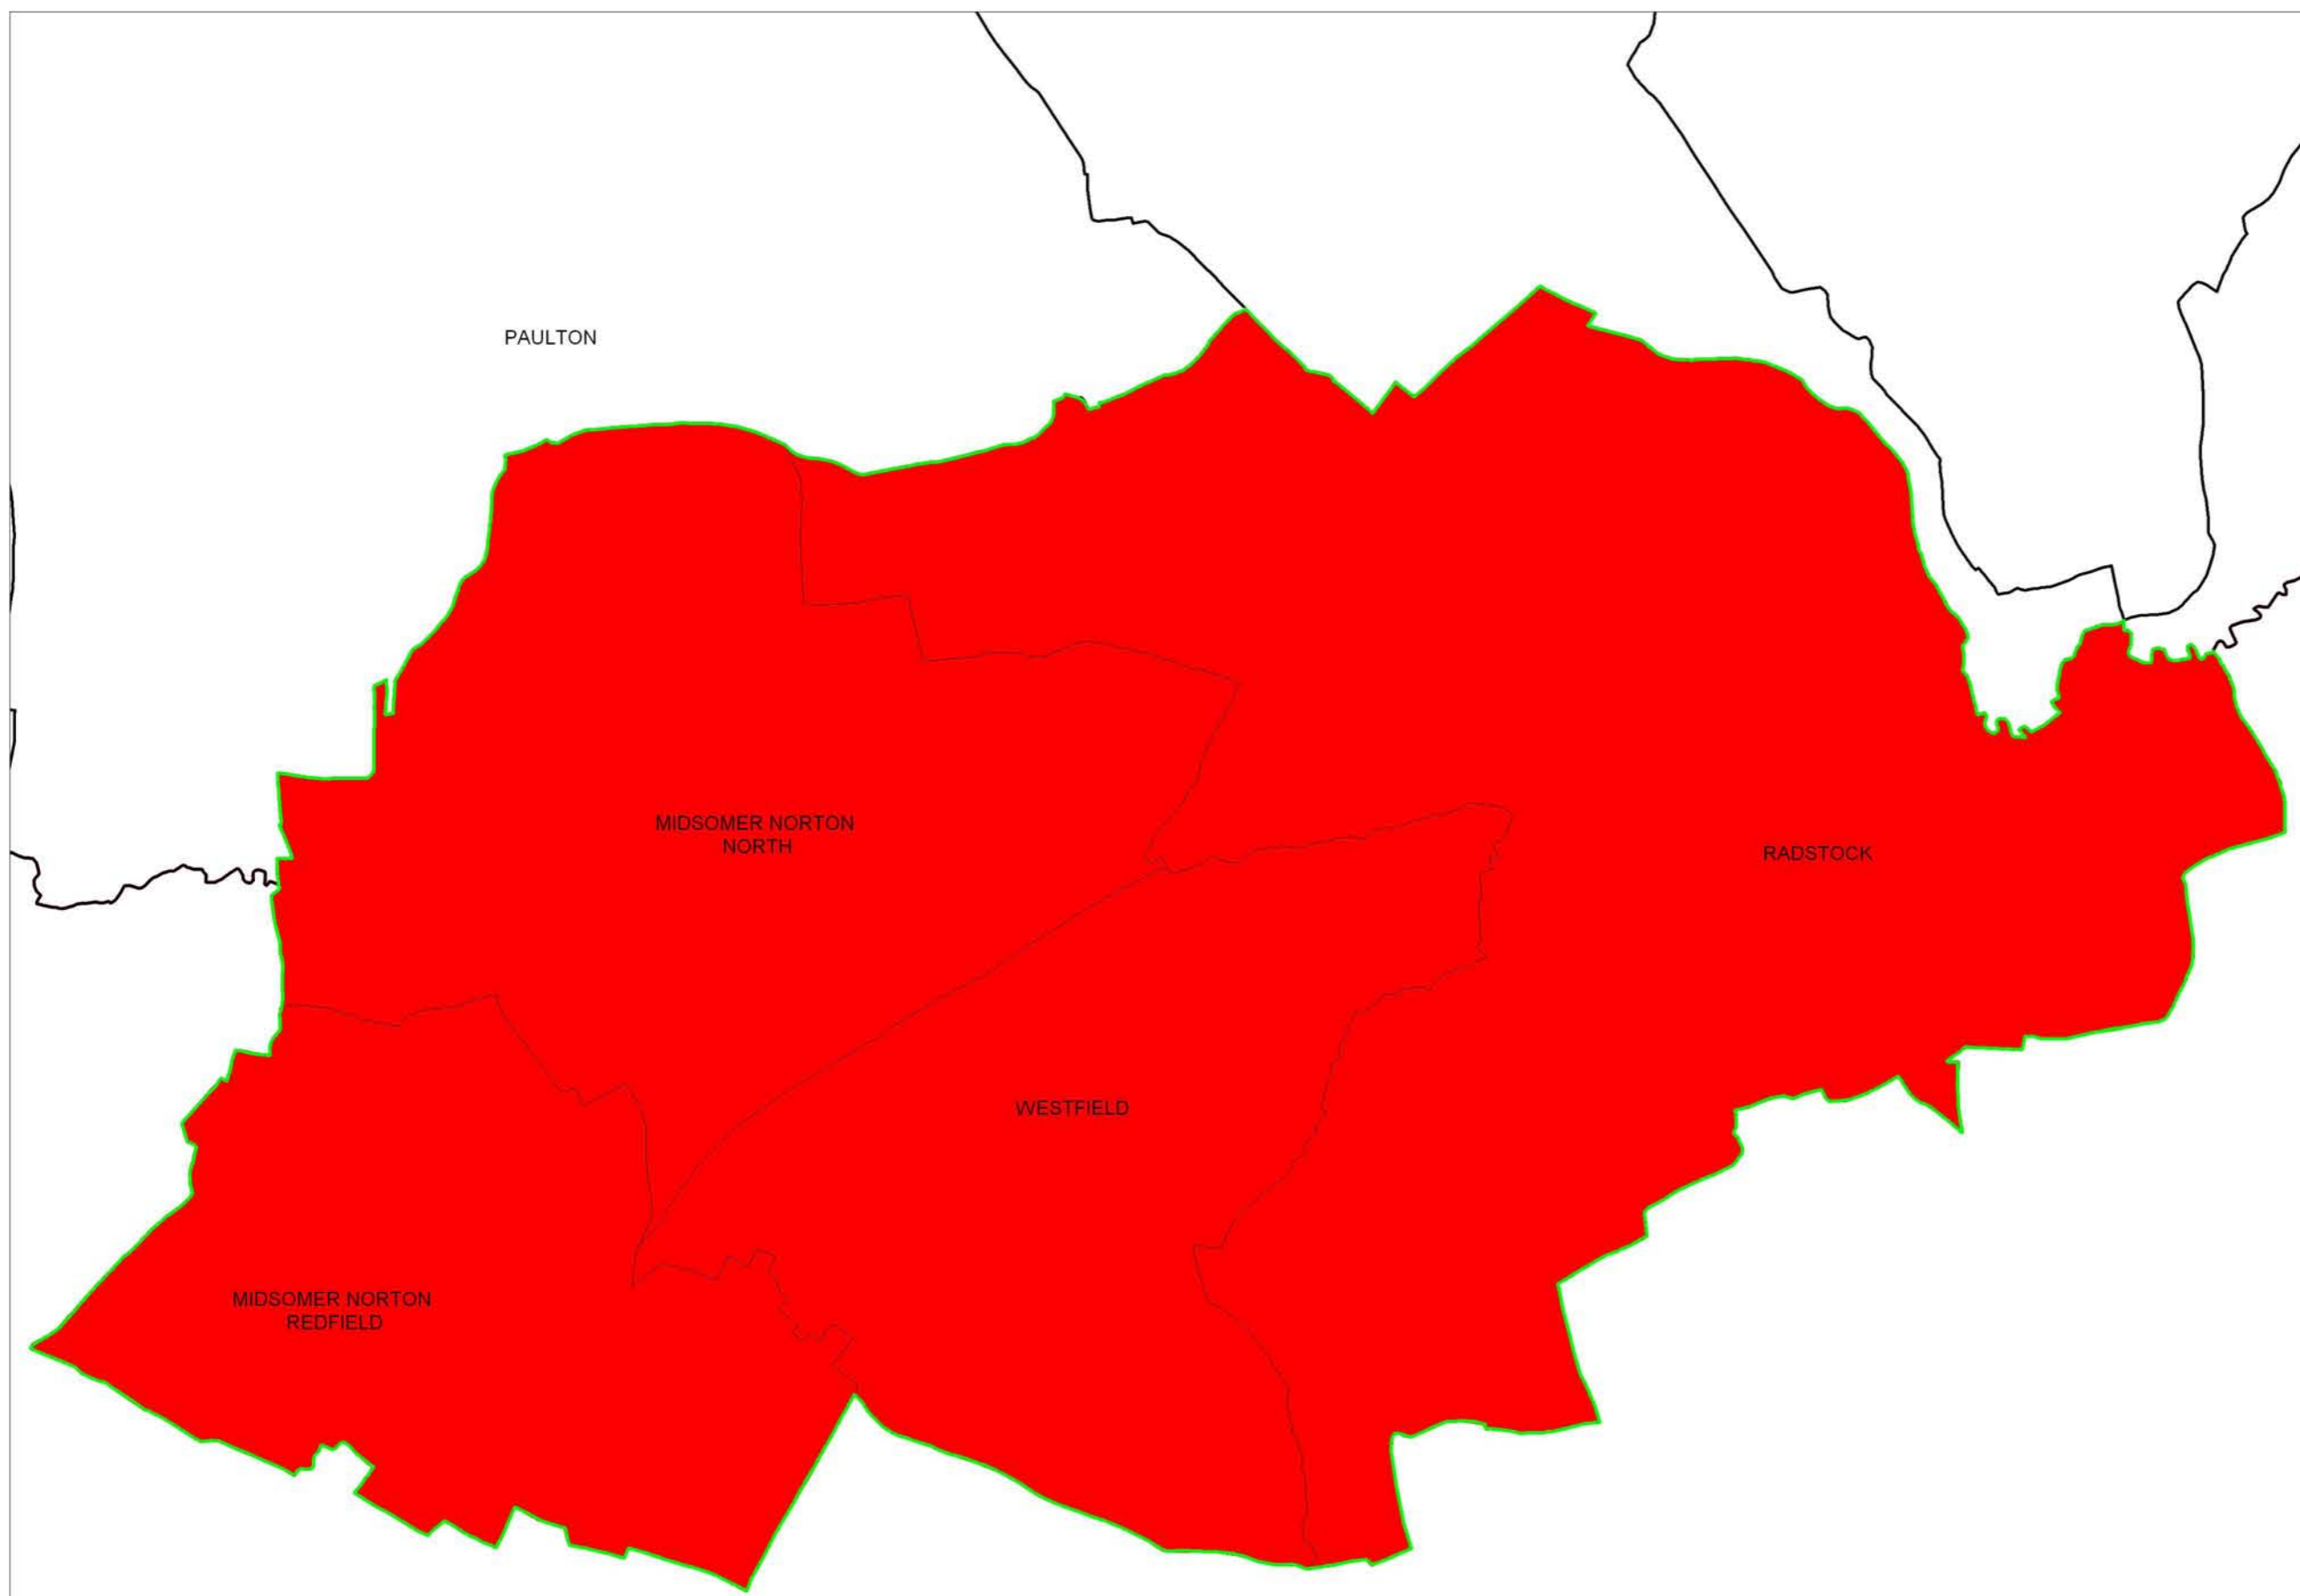 PAULTON
MIDSOMER NORTON
NORTH
RADSTOCK
WESTFIELD
MIDSOMER NORTON
REDFIELD